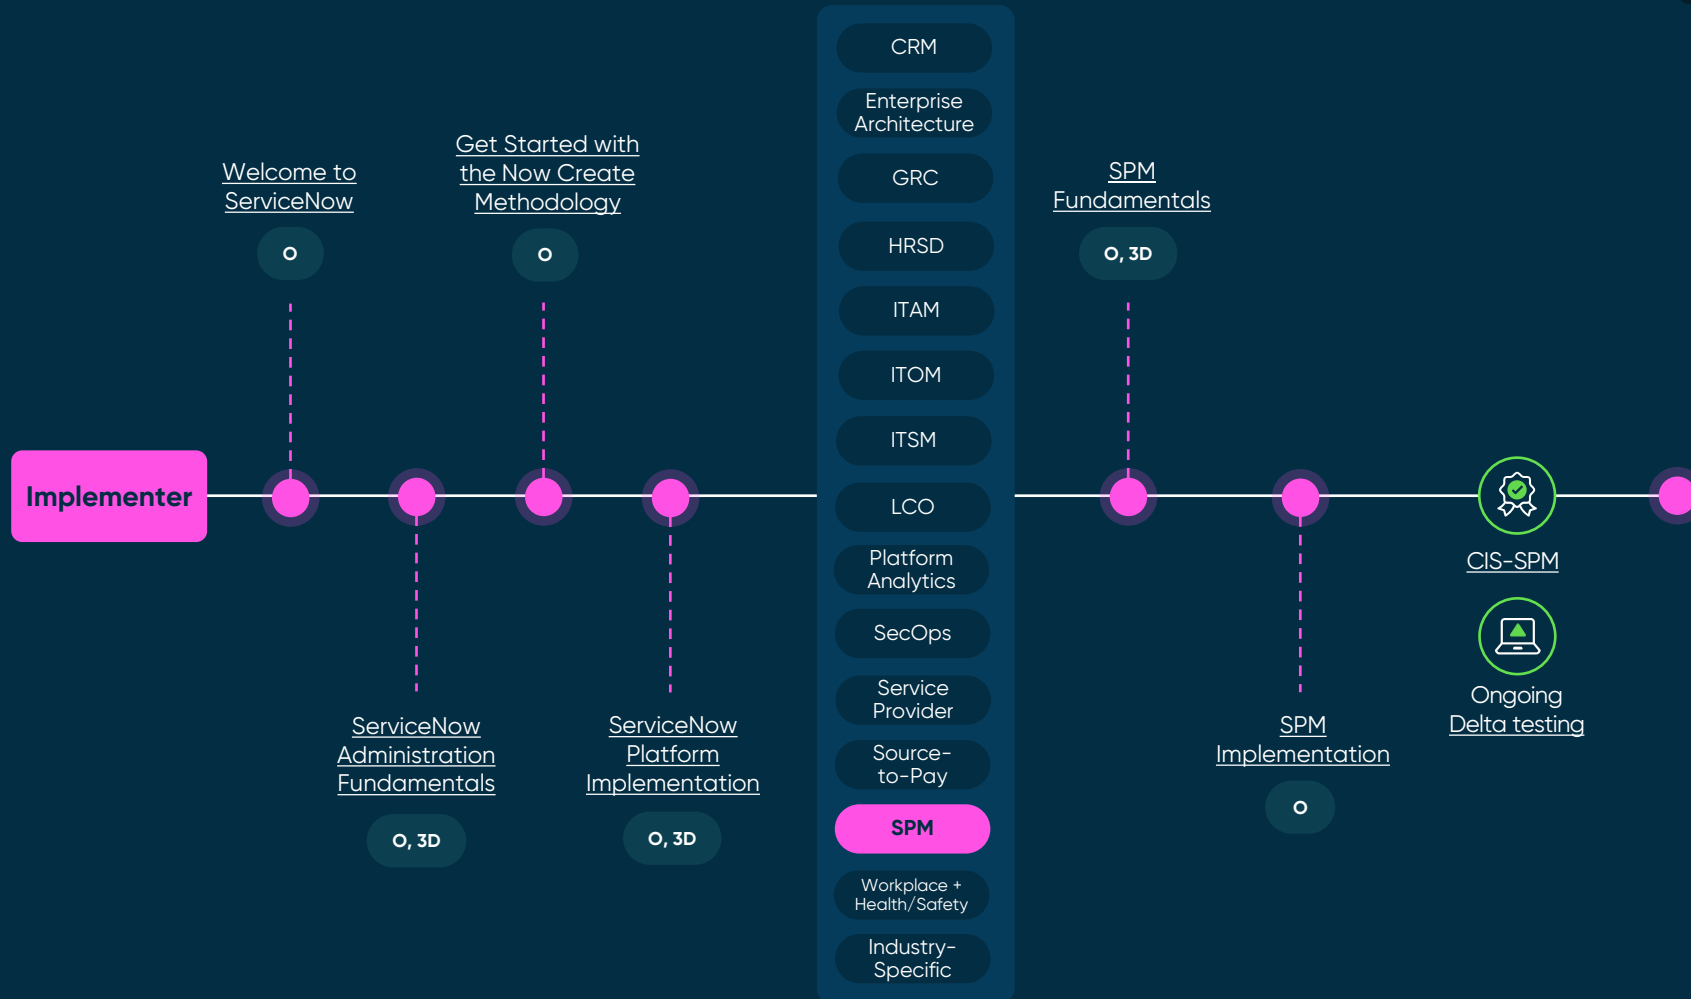 Implementer
Welcome to
ServiceNow
O
ServiceNow
Administration
Fundamentals
O, 3D
Get Started with
the Now Create
Methodology
O
ServiceNow
Platform
Implementation
O, 3D
CRM
Enterprise
Architecture
GRC
HRSD
ITAM
ITOM
ITSM
LCO
Platform
Analytics
SecOps
Service
Provider
Source-
to-Pay
SPM
Workplace +
Health/Safety
Industry-
Specific
SPM
Fundamentals
O, 3D
SPM
Implementation
O
CIS-SPM
Ongoing
Delta testing